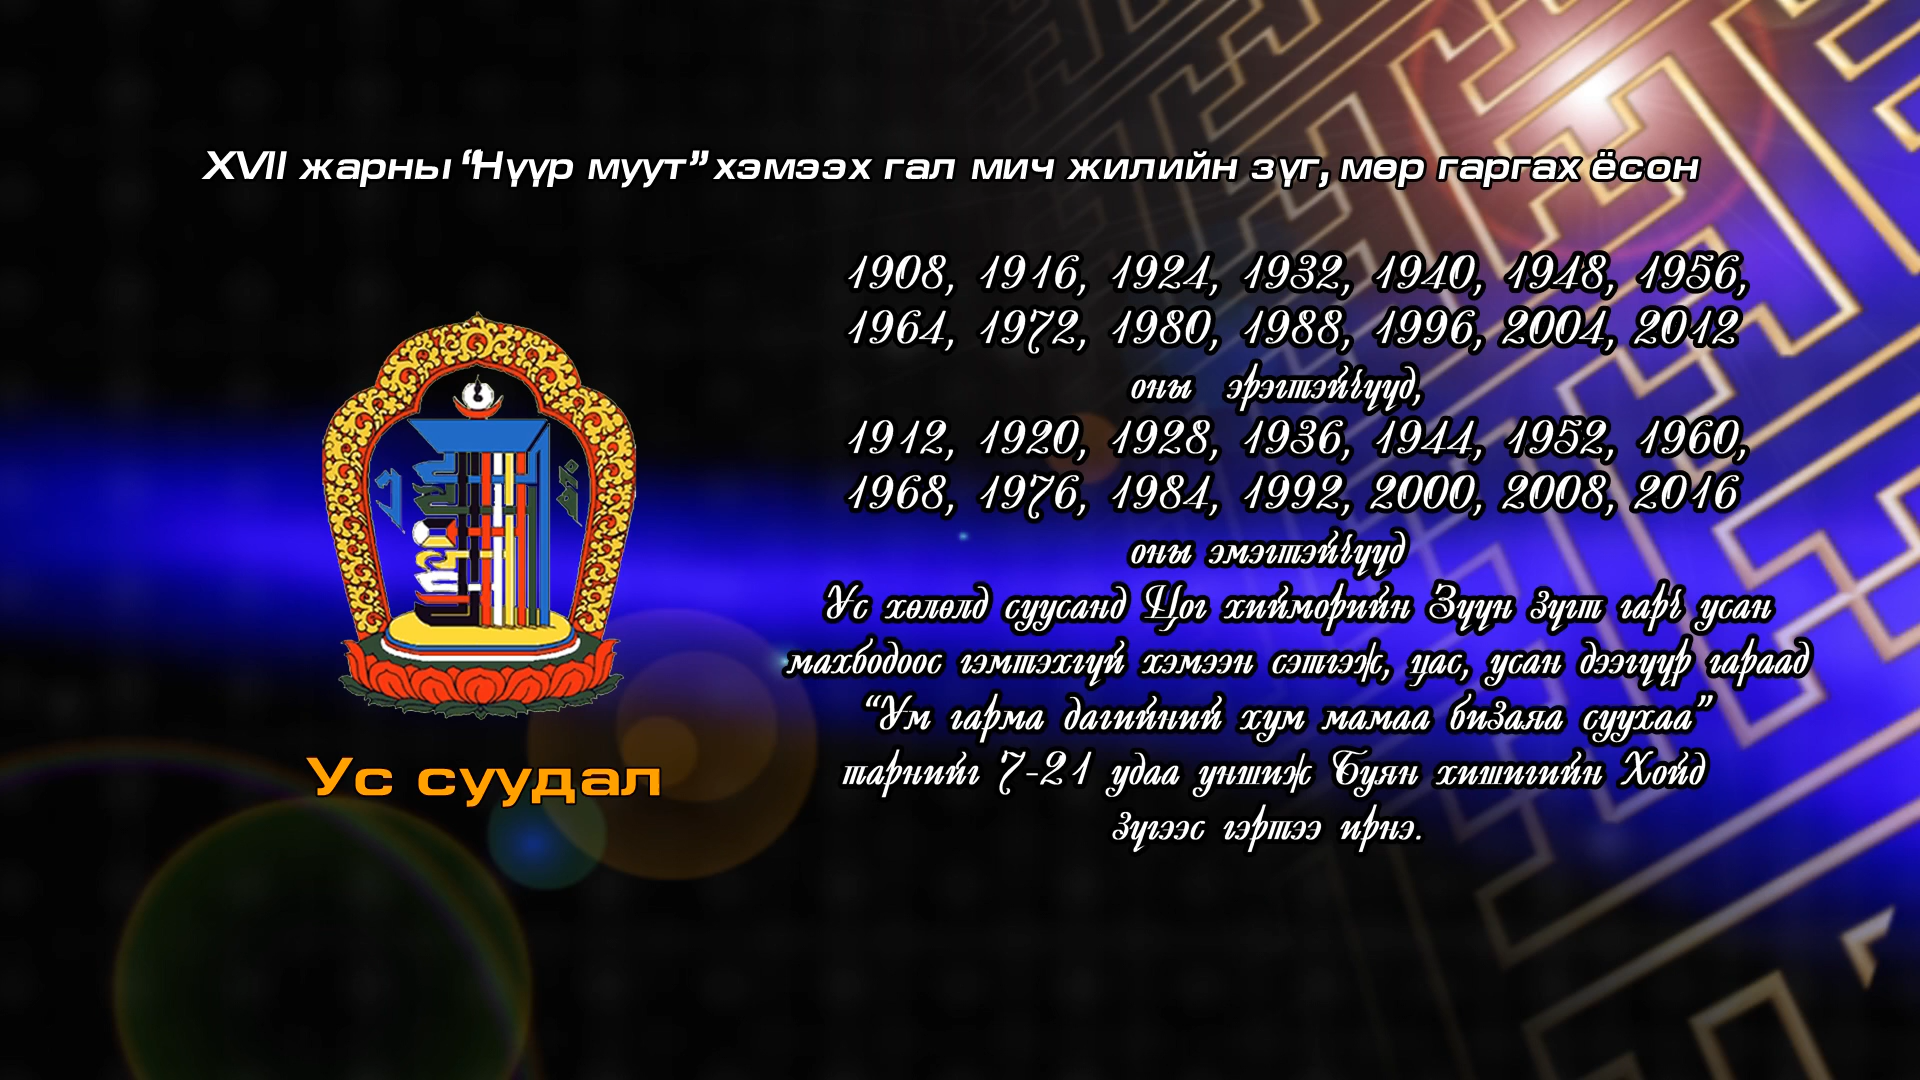 XVII жарны “Нүүр муут” хэмээх гал мич жилийн зүг, мөр гаргах ёсон
1908, 1916, 1924, 1932, 1940, 1948, 1956,
1964, 1972, 1980, 1988, 1996, 2004, 2012
оны эрэгтэйчүүд,
1912, 1920, 1928, 1936, 1944, 1952, 1960,
1968, 1976, 1984, 1992, 2000, 2008, 2016
оны эмэгтэйчүүд
Ус хөлөлд суусанд Цог хийморийн Зүүн зүгт гарч усан
махбодоос гэмтэхгүй хэмээн сэтгэж, цас, усан дээгүүр гараад
“Ум гарма дагийний хум мамаа биЗаяа суухаа”
тарнийг 7-21 удаа уншиж Буян хишигийн Хойд
зүгээс гэртээ ирнэ.
Ус суудал